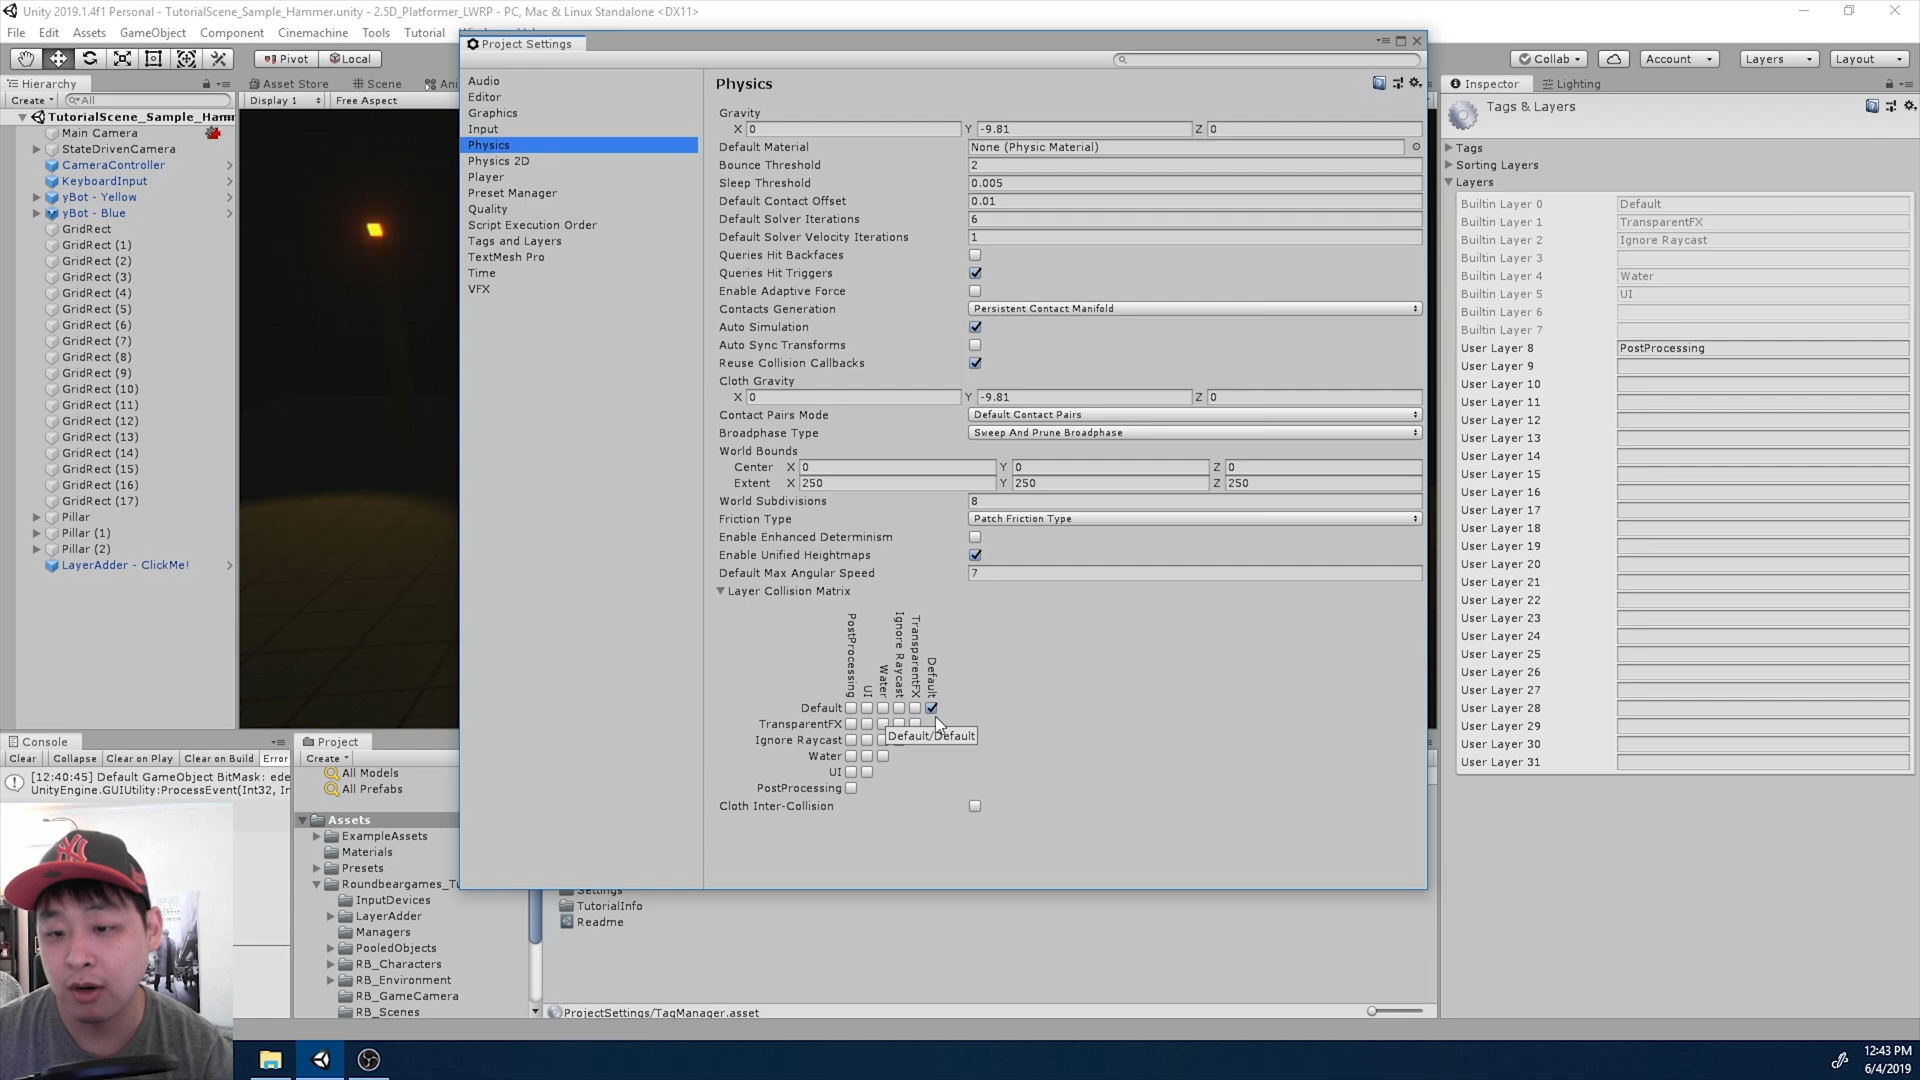 Unity 2019.1.4f1 Personal - TutorialScene_Sample_Hammer.unity - 2.5D_Platformer_LWRP - PC, Mac & Linux Standalone <DX11>
File Edit Assets GameObject Component Cinemachine Tools Tutorial
Pivot Local Collab Account Layers Layout
Hierarchy
Create All
TutorialScene_Sample_Hamm
Main Camera
StateDrivenCamera
CameraController
KeyboardInput
yBot - Yellow
yBot - Blue
GridRect
GridRect (1)
GridRect (2)
GridRect (3)
GridRect (4)
GridRect (5)
GridRect (6)
GridRect (7)
GridRect (8)
GridRect (9)
GridRect (10)
GridRect (11)
GridRect (12)
GridRect (13)
GridRect (14)
GridRect (15)
GridRect (16)
GridRect (17)
Pillar
Pillar (1)
Pillar (2)
LayerAdder - ClickMe!
Asset Store Scene Ani
Display 1 Free Aspect
Project Settings
Audio
Editor
Graphics
Input
Physics
Physics 2D
Player
Preset Manager
Quality
Script Execution Order
Tags and Layers
TextMesh Pro
Time
VFX
Physics
Gravity
X 0 Y -9.81 Z 0
Default Material None (Physic Material)
Bounce Threshold 2
Sleep Threshold 0.005
Default Contact Offset 0.01
Default Solver Iterations 6
Default Solver Velocity Iterations 1
Queries Hit Backfaces
Queries Hit Triggers
Enable Adaptive Force
Contacts Generation Persistent Contact Manifold
Auto Simulation
Auto Sync Transforms
Reuse Collision Callbacks
Cloth Gravity
X 0 Y -9.81 Z 0
Contact Pairs Mode Default Contact Pairs
Broadphase Type Sweep And Prune Broadphase
World Bounds
Center X 0 Y 0 Z 0
Extent X 250 Y 250 Z 250
World Subdivisions 8
Friction Type Patch Friction Type
Enable Enhanced Determinism
Enable Unified Heightmaps
Default Max Angular Speed 7
Layer Collision Matrix
PostProcessing
UI
Water
Ignore Raycast
TransparentFX
Default
Default
TransparentFX
Ignore Raycast
Water
UI
PostProcessing
Default/Default
Cloth Inter-Collision
Inspector Lighting
Tags & Layers
Tags
Sorting Layers
Layers
Builtin Layer 0 Default
Builtin Layer 1 TransparentFX
Builtin Layer 2 Ignore Raycast
Builtin Layer 3
Builtin Layer 4 Water
Builtin Layer 5 UI
Builtin Layer 6
Builtin Layer 7
User Layer 8 PostProcessing
User Layer 9
User Layer 10
User Layer 11
User Layer 12
User Layer 13
User Layer 14
User Layer 15
User Layer 16
User Layer 17
User Layer 18
User Layer 19
User Layer 20
User Layer 21
User Layer 22
User Layer 23
User Layer 24
User Layer 25
User Layer 26
User Layer 27
User Layer 28
User Layer 29
User Layer 30
User Layer 31
Console
Clear Collapse Clear on Play Clear on Build Error
[12:40:45] Default GameObject BitMask: ede
UnityEngine.GUIUtility:ProcessEvent(Int32, In
Project
Create
All Models
All Prefabs
Assets
ExampleAssets
Materials
Presets
Roundbeargames_Tu
InputDevices
LayerAdder
Managers
PooledObjects
RB_Characters
RB_Environment
RB_GameCamera
RB_Scenes
Settings
TutorialInfo
Readme
ProjectSettings/TagManager.asset
12:43 PM
6/4/2019